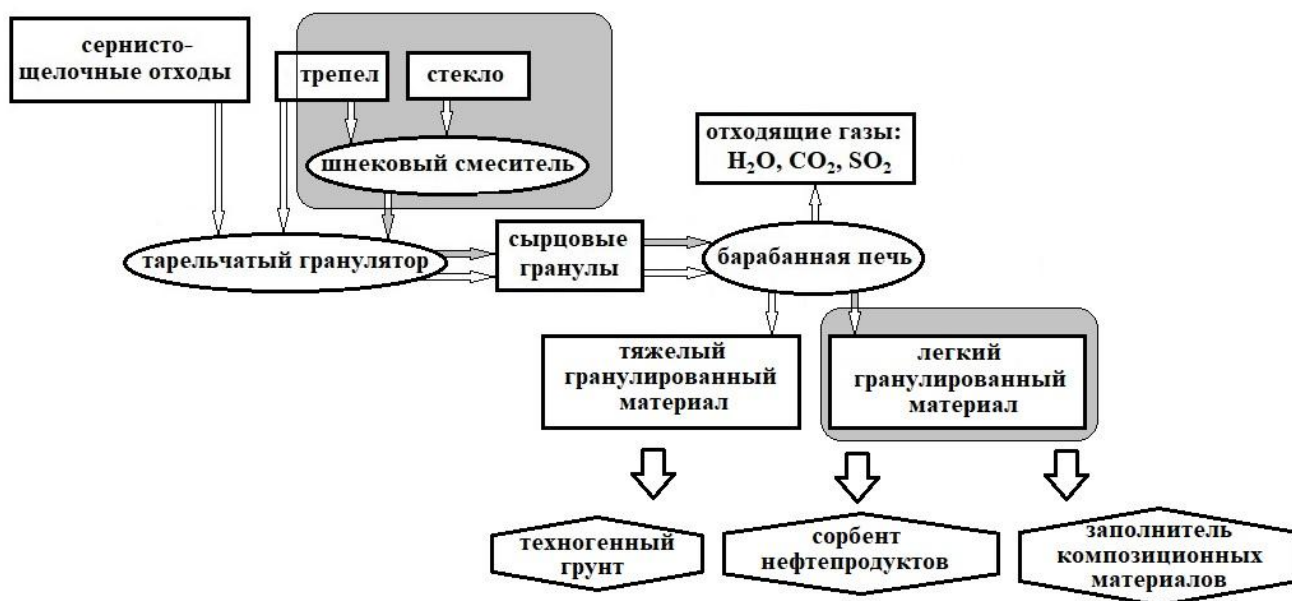 сернисто-
щелочные отходы
трепел
стекло
шнековый смеситель
отходящие газы:
H₂O, CO₂, SO₂
тарельчатый гранулятор
сырцовые
гранулы
барабанная печь
тяжелый
гранулированный
материал
легкий
гранулированный
материал
техногенный
грунт
сорбент
нефтепродуктов
заполнитель
композиционных
материалов